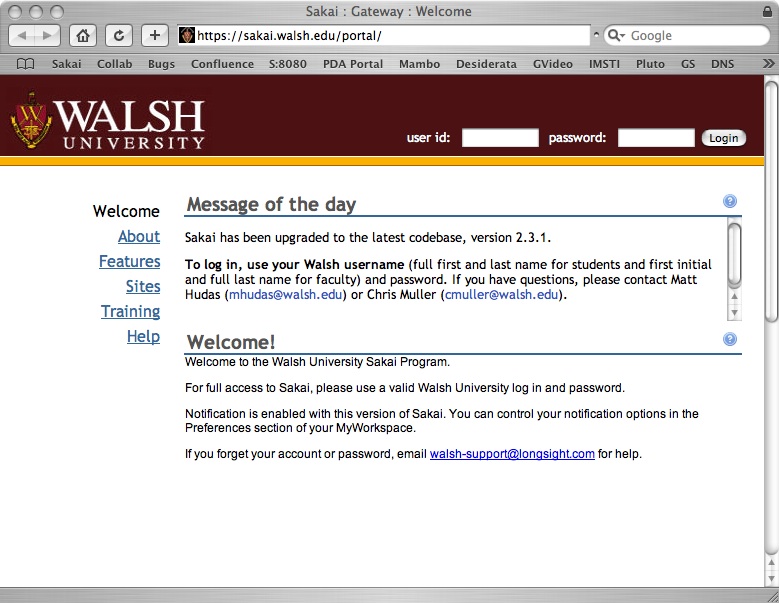 Sakai : Gateway : Welcome
https://sakai.walsh.edu/portal/
Google
Sakai Collab Bugs Confluence S:8080 PDA Portal Mambo Desiderata GVideo IMSTI Pluto GS DNS
WALSH
UNIVERSITY
user id:
password:
Login
Welcome
About
Features
Sites
Training
Help
Message of the day
Sakai has been upgraded to the latest codebase, version 2.3.1.
To log in, use your Walsh username (full first and last name for students and first initial
and full last name for faculty) and password. If you have questions, please contact Matt
Hudas (mhudas@walsh.edu) or Chris Muller (cmuller@walsh.edu).
Welcome!
Welcome to the Walsh University Sakai Program.
For full access to Sakai, please use a valid Walsh University log in and password.
Notification is enabled with this version of Sakai. You can control your notification options in the
Preferences section of your MyWorkspace.
If you forget your account or password, email walsh-support@longsight.com for help.